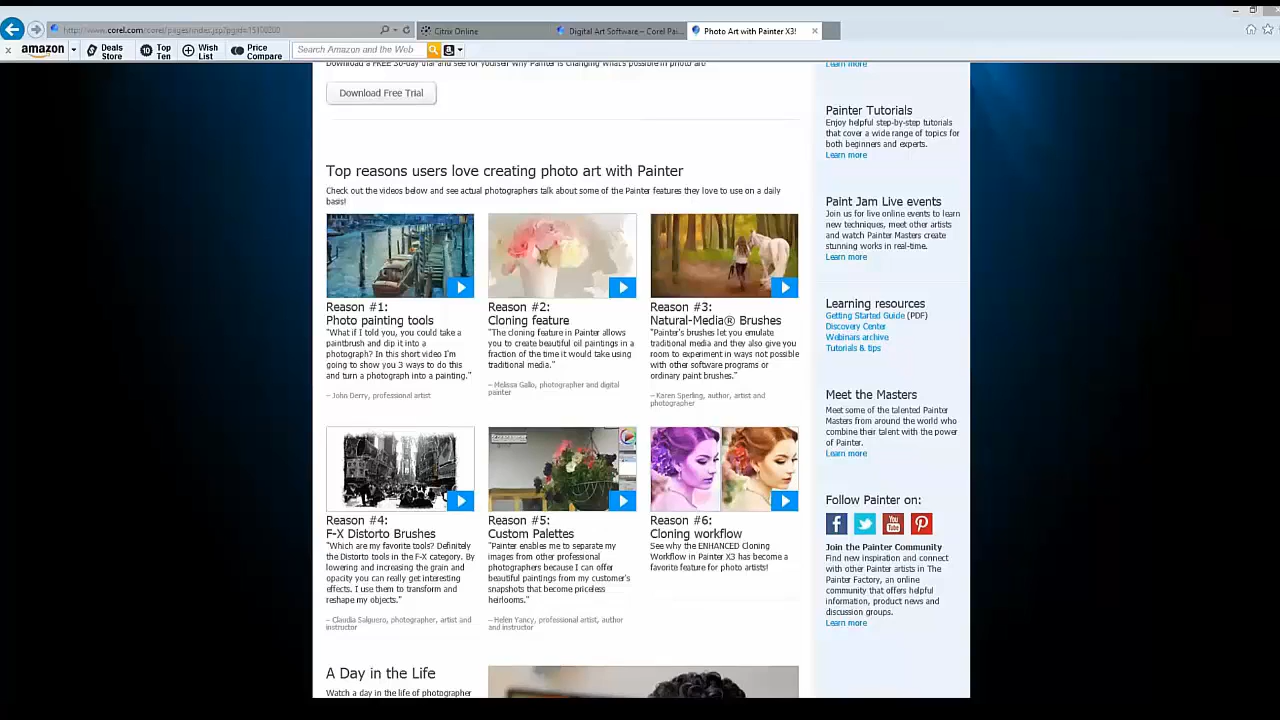 http://www.corel.com/corel/pages/index.jsp?pgid=15100200
Citrix Online
Digital Art Software – Corel Pai...
Photo Art with Painter X3!
amazon
Deals Store
Top Ten
Wish List
Price Compare
Search Amazon and the Web
Download a FREE 30-day trial and see for yourself why Painter is changing what's possible in photo art!
Download Free Trial
Top reasons users love creating photo art with Painter
Check out the videos below and see actual photographers talk about some of the Painter features they love to use on a daily
basis!
Reason #1:
Photo painting tools
"What if I told you, you could take a
paintbrush and dip it into a
photograph? In this short video I'm
going to show you 3 ways to do this
and turn a photograph into a painting."
– John Derry, professional artist
Reason #2:
Cloning feature
"The cloning feature in Painter allows
you to create beautiful oil paintings in a
fraction of the time it would take using
traditional media."
– Melissa Gallo, photographer and digital
painter
Reason #3:
Natural-Media® Brushes
"Painter's brushes let you emulate
traditional media and they also give you
room to experiment in ways not possible
with other software programs or
ordinary paint brushes."
– Karen Sperling, author, artist and
photographer
Reason #4:
F-X Distorto Brushes
"Which are my favorite tools? Definitely
the Distorto tools in the F-X category. By
lowering and increasing the grain and
opacity you can really get interesting
effects. I use them to transform and
reshape my objects."
– Claudia Salguero, photographer, artist and
instructor
Reason #5:
Custom Palettes
"Painter enables me to separate my
images from other professional
photographers because I can offer
beautiful paintings from my customer's
snapshots that become priceless
heirlooms."
– Helen Yancy, professional artist, author
and instructor
Reason #6:
Cloning workflow
See why the ENHANCED Cloning
Workflow in Painter X3 has become a
favorite feature for photo artists!
A Day in the Life
Watch a day in the life of photographer
Learn more
Painter Tutorials
Enjoy helpful step-by-step tutorials
that cover a wide range of topics for
both beginners and experts.
Learn more
Paint Jam Live events
Join us for live online events to learn
new techniques, meet other artists
and watch Painter Masters create
stunning works in real-time.
Learn more
Learning resources
Getting Started Guide (PDF)
Discovery Center
Webinars archive
Tutorials & tips
Meet the Masters
Meet some of the talented Painter
Masters from around the world who
combine their talent with the power
of Painter.
Learn more
Follow Painter on:
You
Tube
Join the Painter Community
Find new inspiration and connect
with other Painter artists in The
Painter Factory, an online
community that offers helpful
information, product news and
discussion groups.
Learn more